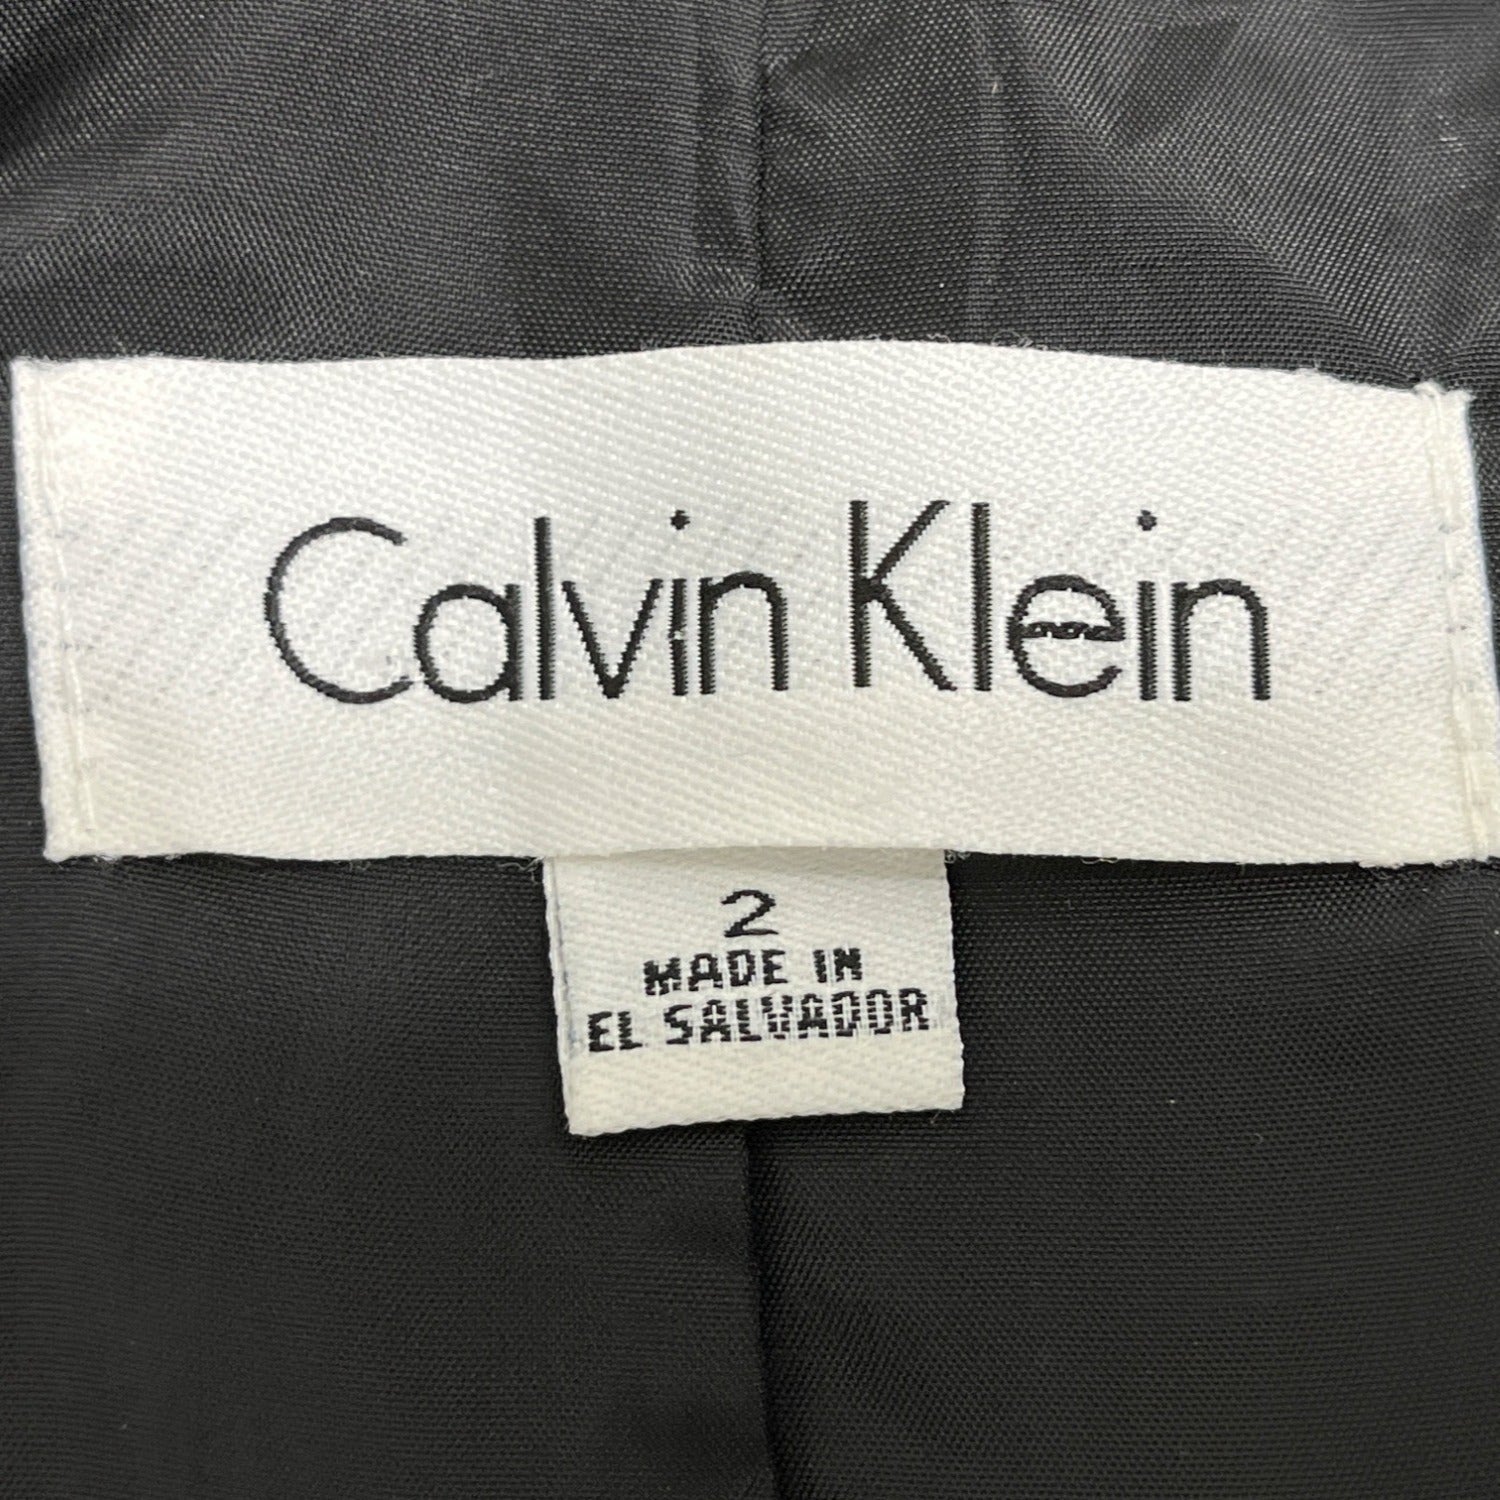 Calvin Klein
2
MADE IN
EL SALVADOR